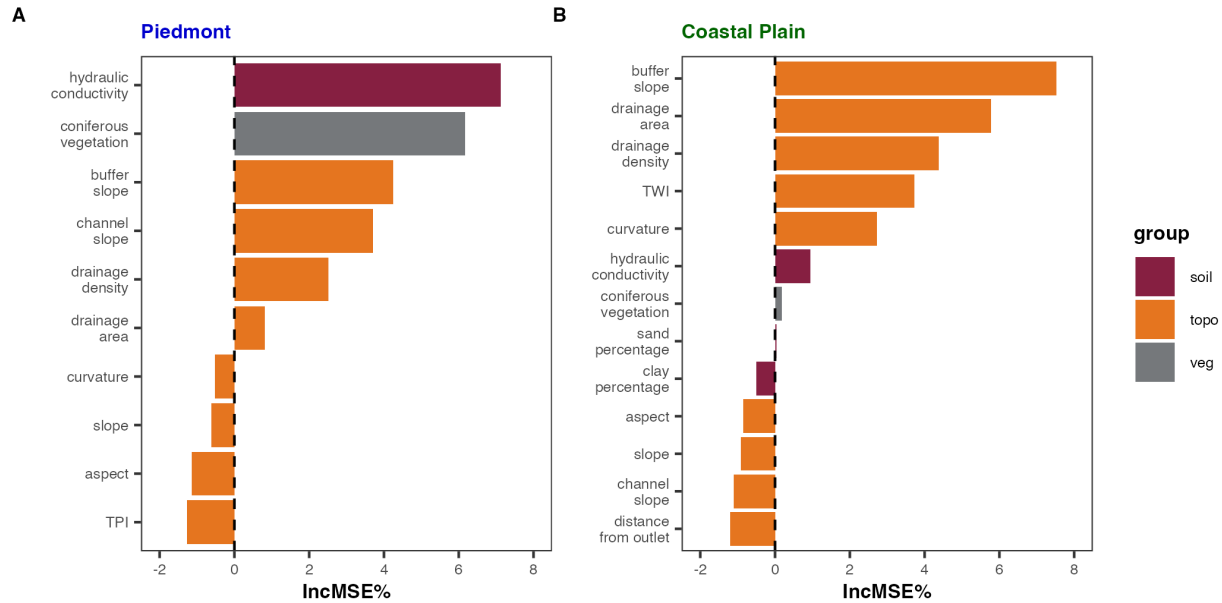 A
Piedmont
hydraulic
conductivity
coniferous
vegetation
buffer
slope
channel
slope
drainage
density
drainage
area
curvature
slope
aspect
TPI
-2 0 2 4 6 8
IncMSE%
B
Coastal Plain
buffer
slope
drainage
area
drainage
density
TWI
curvature
hydraulic
conductivity
coniferous
vegetation
sand
percentage
clay
percentage
aspect
slope
channel
slope
distance
from outlet
-2 0 2 4 6 8
IncMSE%
group
soil
topo
veg